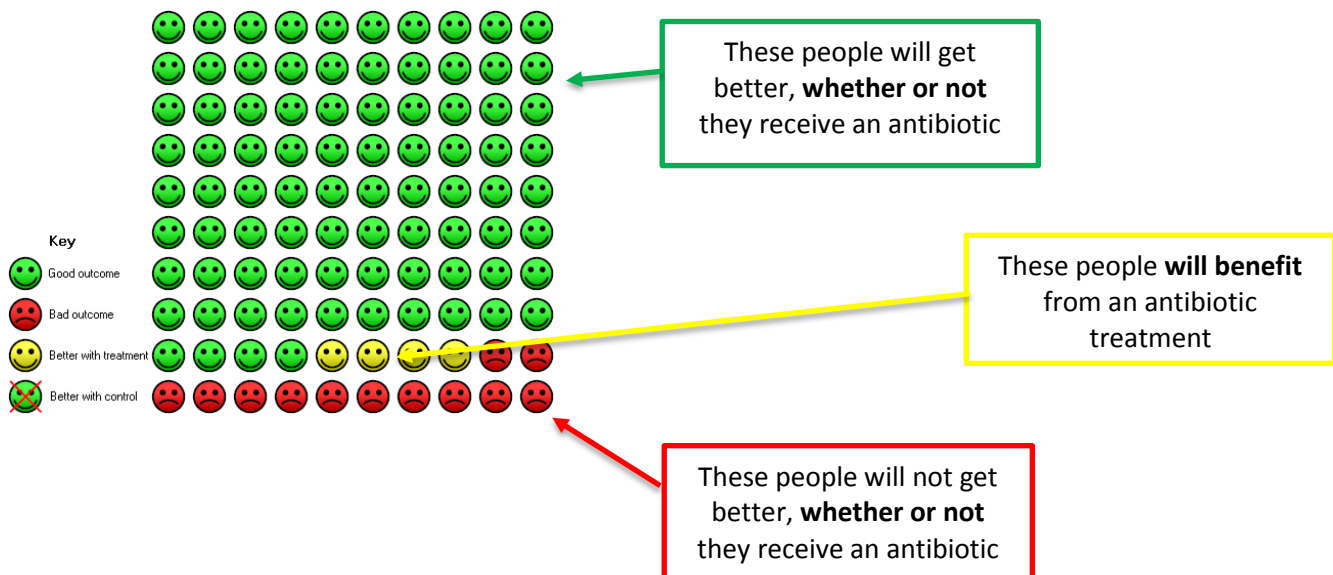 These people will get
better, whether or not
they receive an antibiotic
Key
Good outcome
Bad outcome
Better with treatment
Better with control
These people will benefit
from an antibiotic
treatment
These people will not get
better, whether or not
they receive an antibiotic